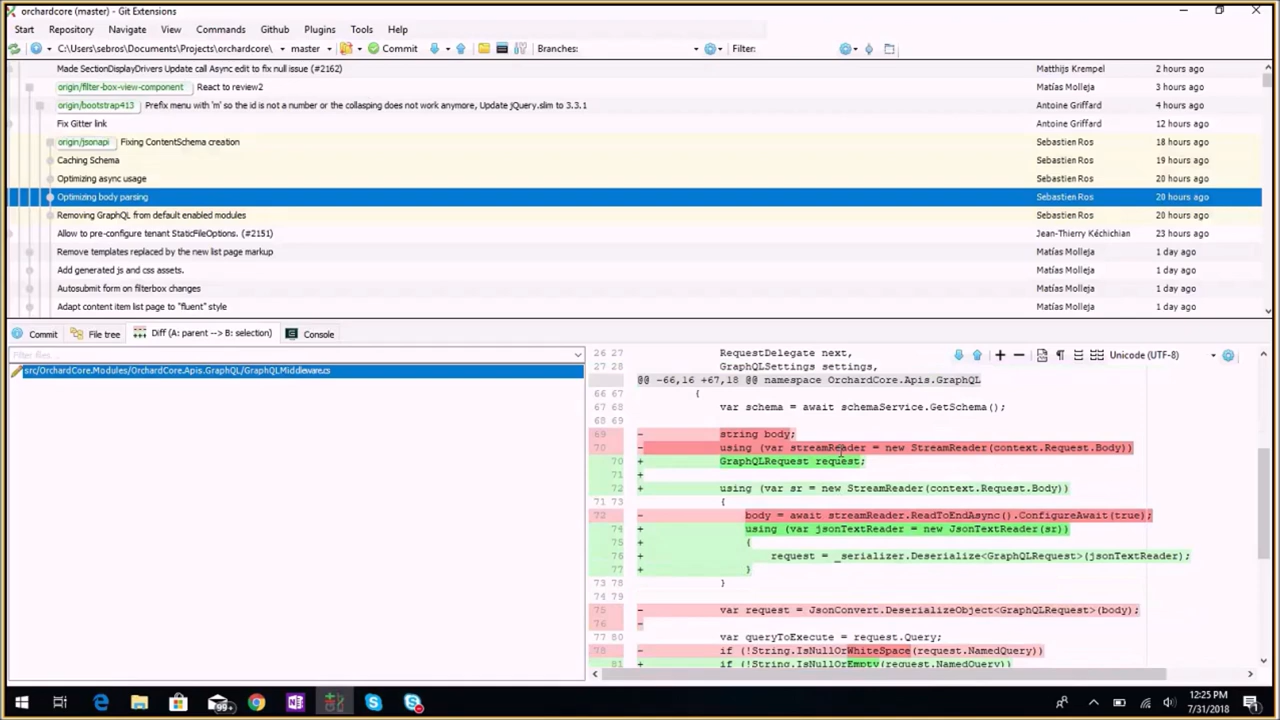 orchardcore (master) - Git Extensions
Start Repository Navigate View Commands Github Plugins Tools Help
C:\Users\sebros\Documents\Projects\orchardcore\ master Commit Branches: Filter:
Made SectionDisplayDrivers Update call Async edit to fix null issue (#2162) Matthijs Krempel 2 hours ago
origin/filter-box-view-component React to review2 Matías Molleja 3 hours ago
origin/bootstrap413 Prefix menu with 'm' so the id is not a number or the collasping does not work anymore, Update jQuery.slim to 3.3.1 Antoine Griffard 4 hours ago
Fix Gitter link Antoine Griffard 12 hours ago
origin/jsonapi Fixing ContentSchema creation Sebastien Ros 18 hours ago
Caching Schema Sebastien Ros 19 hours ago
Optimizing async usage Sebastien Ros 20 hours ago
Optimizing body parsing Sebastien Ros 20 hours ago
Removing GraphQL from default enabled modules Sebastien Ros 20 hours ago
Allow to pre-configure tenant StaticFileOptions. (#2151) Jean-Thierry Kéchichian 23 hours ago
Remove templates replaced by the new list page markup Matías Molleja 1 day ago
Add generated js and css assets. Matías Molleja 1 day ago
Autosubmit form on filterbox changes Matías Molleja 1 day ago
Adapt content item list page to "fluent" style Matías Molleja 1 day ago
Commit File tree Diff (A: parent --> B: selection) Console
Filter files... Unicode (UTF-8)
src/OrchardCore.Modules/OrchardCore.Apis.GraphQL/GraphQLMiddleware.cs
26 27 RequestDelegate next,
27 28 GraphQLSettings settings,
@@ -66,16 +67,18 @@ namespace OrchardCore.Apis.GraphQL
66 67 {
67 68 var schema = await schemaService.GetSchema();
68 69
69 - string body;
70 - using (var streamReader = new StreamReader(context.Request.Body))
70 + GraphQLRequest request;
71 +
72 + using (var sr = new StreamReader(context.Request.Body))
71 73 {
72 - body = await streamReader.ReadToEndAsync().ConfigureAwait(true);
74 + using (var jsonTextReader = new JsonTextReader(sr))
75 + {
76 + request = _serializer.Deserialize<GraphQLRequest>(jsonTextReader);
77 + }
73 78 }
74 79
75 - var request = JsonConvert.DeserializeObject<GraphQLRequest>(body);
76 -
77 80 var queryToExecute = request.Query;
78 - if (!String.IsNullOrWhiteSpace(request.NamedQuery))
81 + if (!String.IsNullOrEmpty(request.NamedQuery))
99+ 12:25 PM
7/31/2018 1